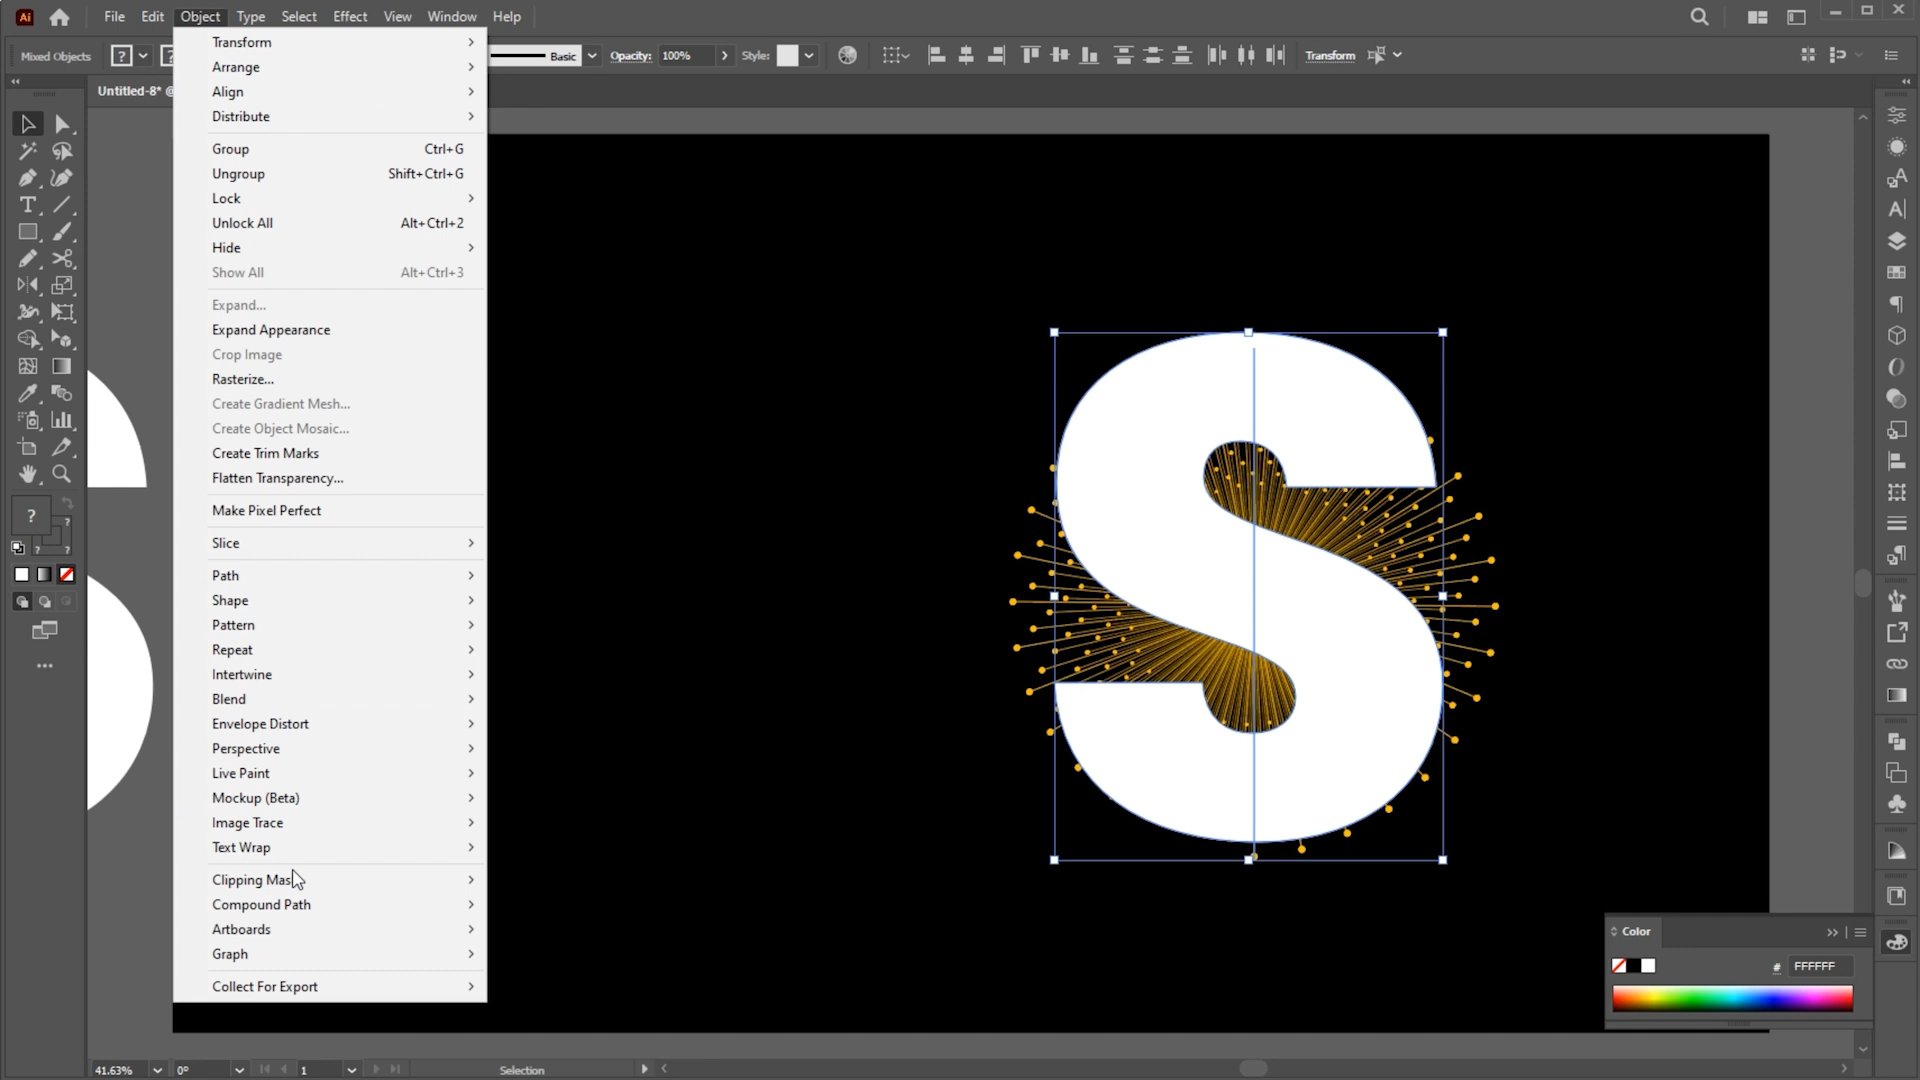 Ai File Edit Object Type Select Effect View Window Help
Mixed Objects ? ? Basic Opacity: 100% Style: Transform
Untitled-8* @
Transform
Arrange
Align
Distribute
Group Ctrl+G
Ungroup Shift+Ctrl+G
Lock
Unlock All Alt+Ctrl+2
Hide
Show All Alt+Ctrl+3
Expand...
Expand Appearance
Crop Image
Rasterize...
Create Gradient Mesh...
Create Object Mosaic...
Create Trim Marks
Flatten Transparency...
Make Pixel Perfect
Slice
Path
Shape
Pattern
Repeat
Intertwine
Blend
Envelope Distort
Perspective
Live Paint
Mockup (Beta)
Image Trace
Text Wrap
Clipping Mas
Compound Path
Artboards
Graph
Collect For Export
?
?
? ?
S
Color
# FFFFFF
41.63% 0° 1 Selection